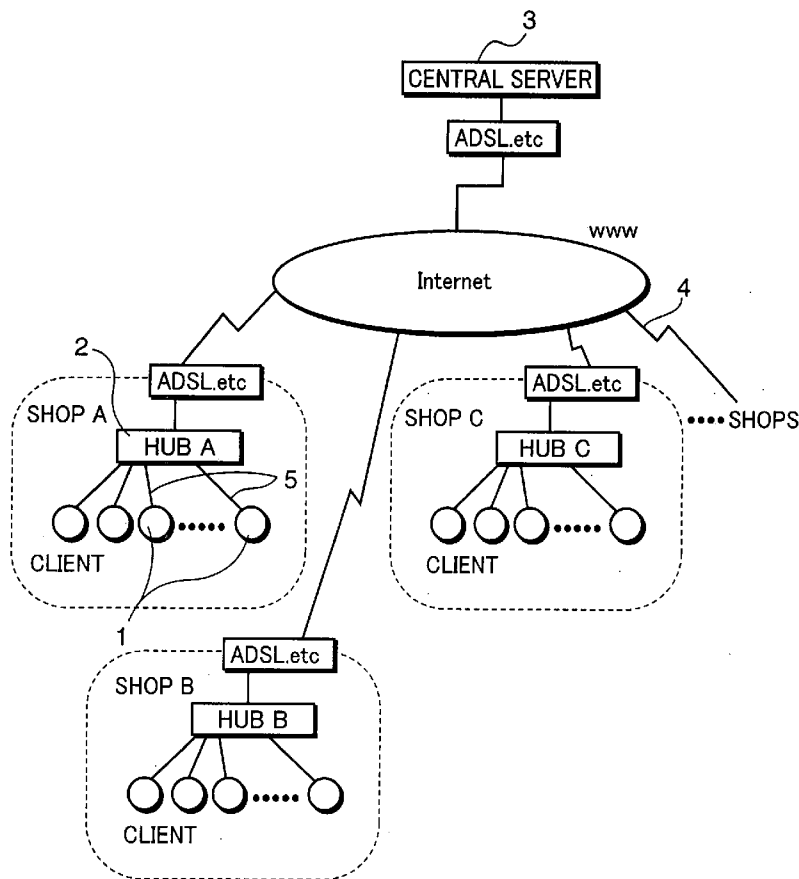 3
CENTRAL SERVER
ADSL.etc
www
Internet
4
2
ADSL.etc
ADSL.etc
SHOP A
SHOP C
•••• SHOPS
HUB A
HUB C
5
•••••
•••••
CLIENT
CLIENT
1
ADSL.etc
SHOP B
HUB B
•••••
CLIENT